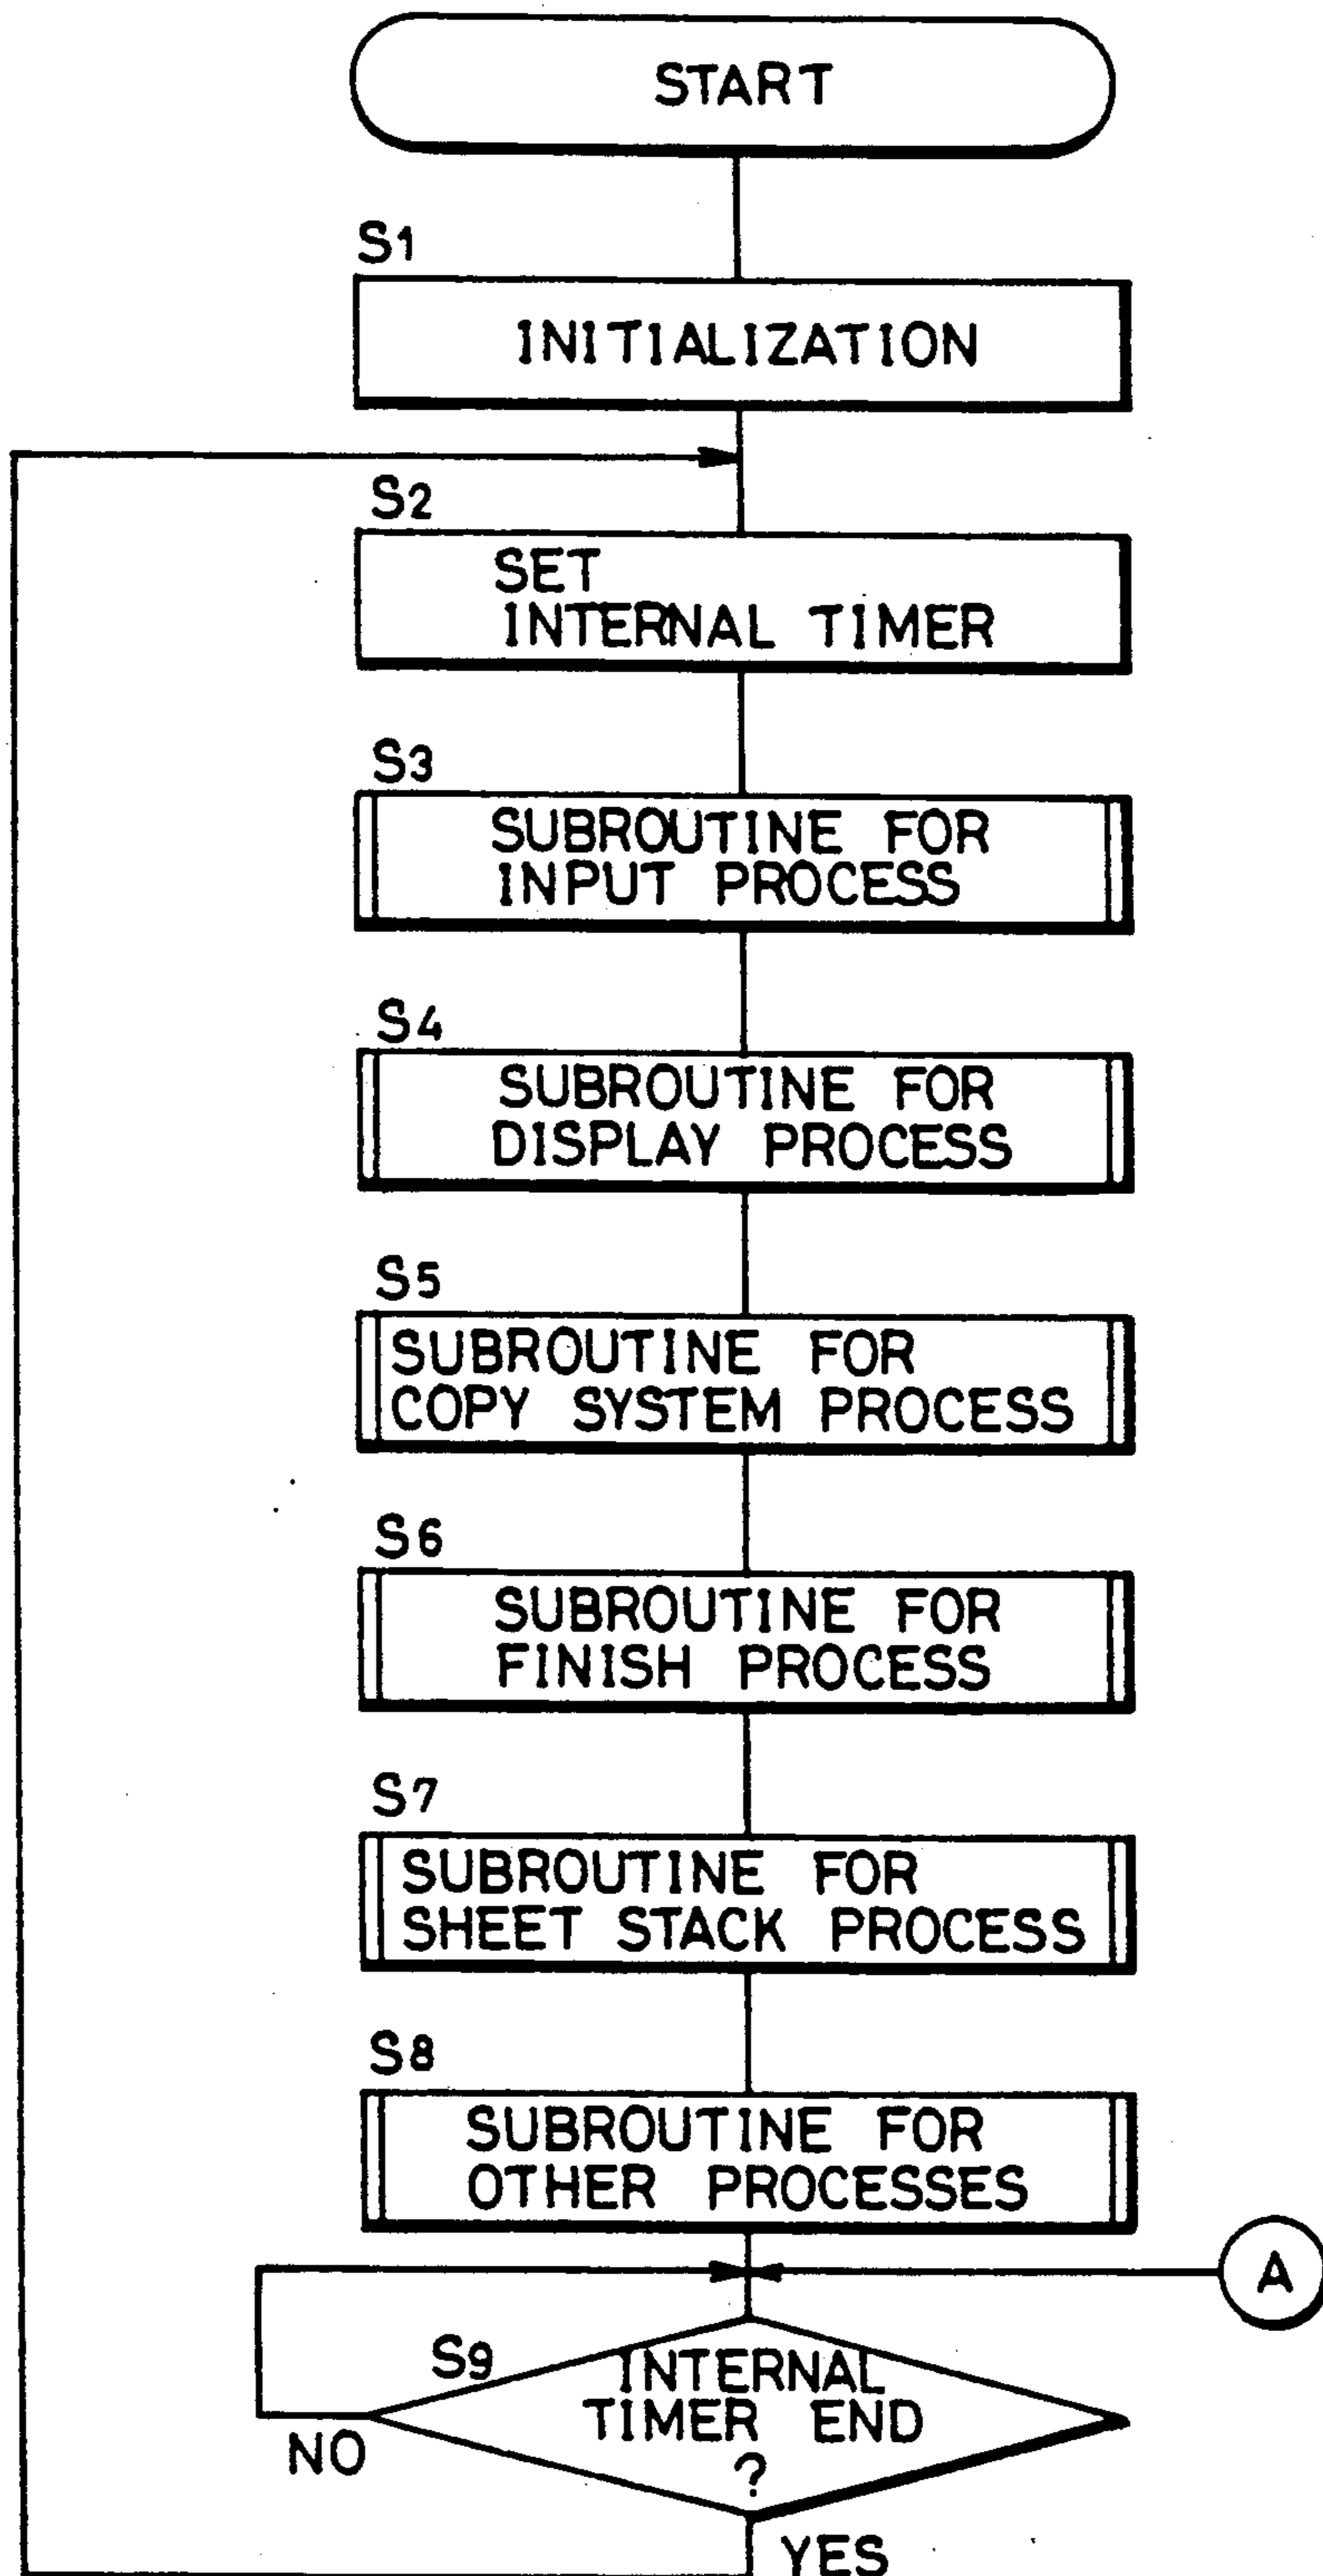 START
S1
INITIALIZATION
S2
SET
INTERNAL TIMER
S3
SUBROUTINE FOR
INPUT PROCESS
S4
SUBROUTINE FOR
DISPLAY PROCESS
S5
SUBROUTINE FOR
COPY SYSTEM PROCESS
S6
SUBROUTINE FOR
FINISH PROCESS
S7
SUBROUTINE FOR
SHEET STACK PROCESS
S8
SUBROUTINE FOR
OTHER PROCESSES
A
S9
INTERNAL
TIMER END
?
NO
YES